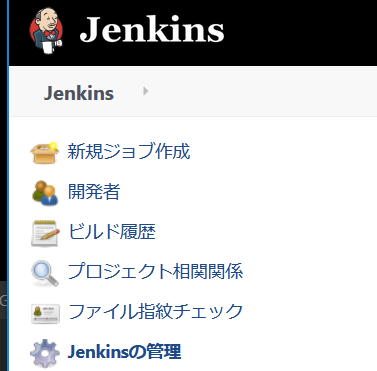 Jenkins
Jenkins
新規ジョブ作成
開発者
ビルド履歴
プロジェクト相関関係
ファイル指紋チェック
Jenkinsの管理